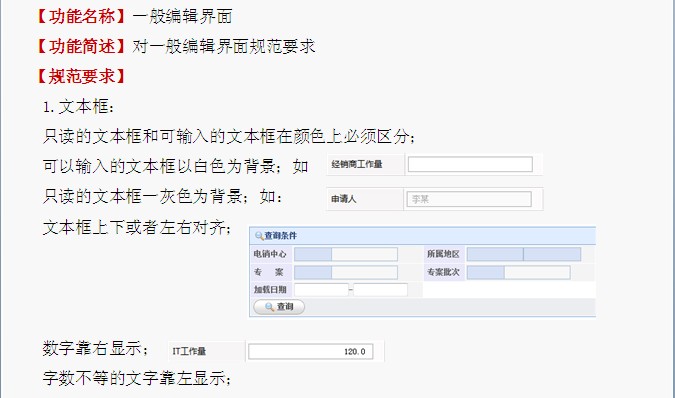 【功能名称】一般编辑界面
【功能简述】对一般编辑界面规范要求
【规范要求】
1.文本框：
只读的文本框和可输入的文本框在颜色上必须区分；
可以输入的文本框以白色为背景；如 经销商工作量
只读的文本框一灰色为背景；如： 申请人 李某
文本框上下或者左右对齐；
查询条件
电销中心 所属地区
专 案 专案批次
加载日期 -
查询
数字靠右显示； IT工作量 120.0
字数不等的文字靠左显示；